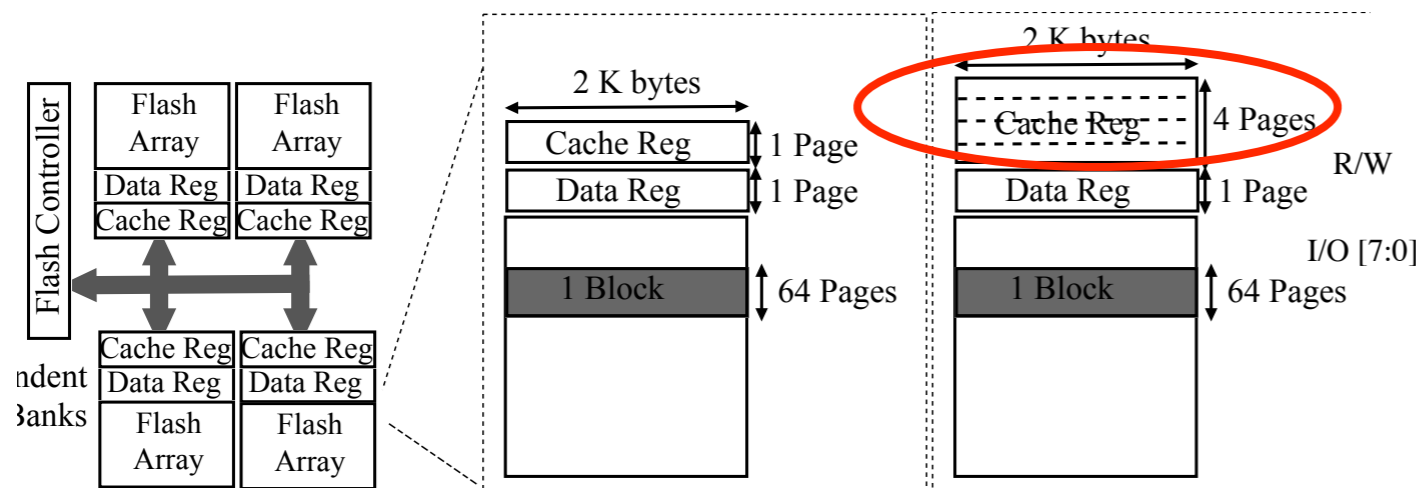 Flash Controller
Flash
Array
Flash
Array
Data Reg
Data Reg
Cache Reg
Cache Reg
Cache Reg
Cache Reg
Data Reg
Data Reg
Flash
Array
Flash
Array
ndent
Banks
2 K bytes
Cache Reg
1 Page
Data Reg
1 Page
1 Block
64 Pages
2 K bytes
Cache Reg
4 Pages
Data Reg
1 Page
1 Block
64 Pages
R/W
I/O [7:0]